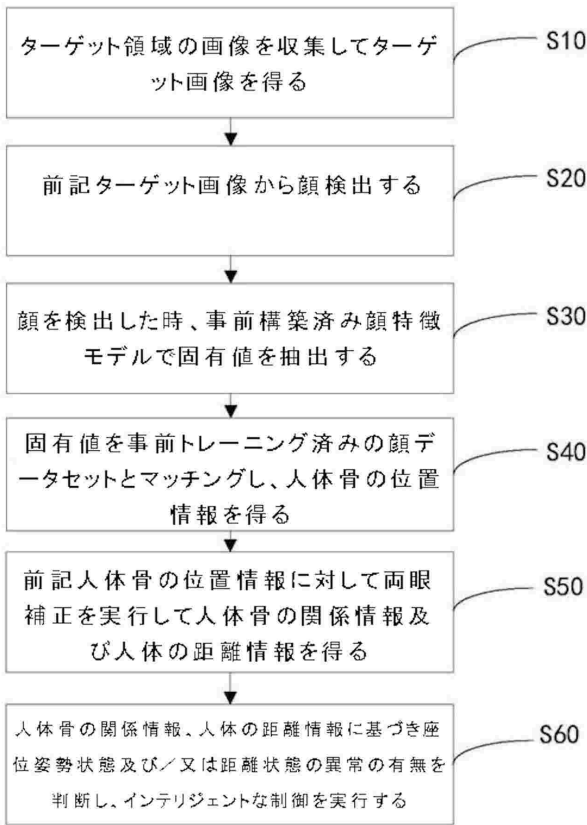 ターゲット領域の画像を収集してターゲ
ット画像を得る
S10
前記ターゲット画像から顔検出する
S20
顔を検出した時、事前構築済み顔特徴
モデルで固有値を抽出する
S30
固有値を事前トレーニング済みの顔デ
ータセットとマッチングし、人体骨の位置
情報を得る
S40
前記人体骨の位置情報に対して両眼
補正を実行して人体骨の関係情報及
び人体の距離情報を得る
S50
人体骨の関係情報、人体の距離情報に基づき座
位姿勢状態及び/又は距離状態の異常の有無を
判断し、インテリジェントな制御を実行する
S60